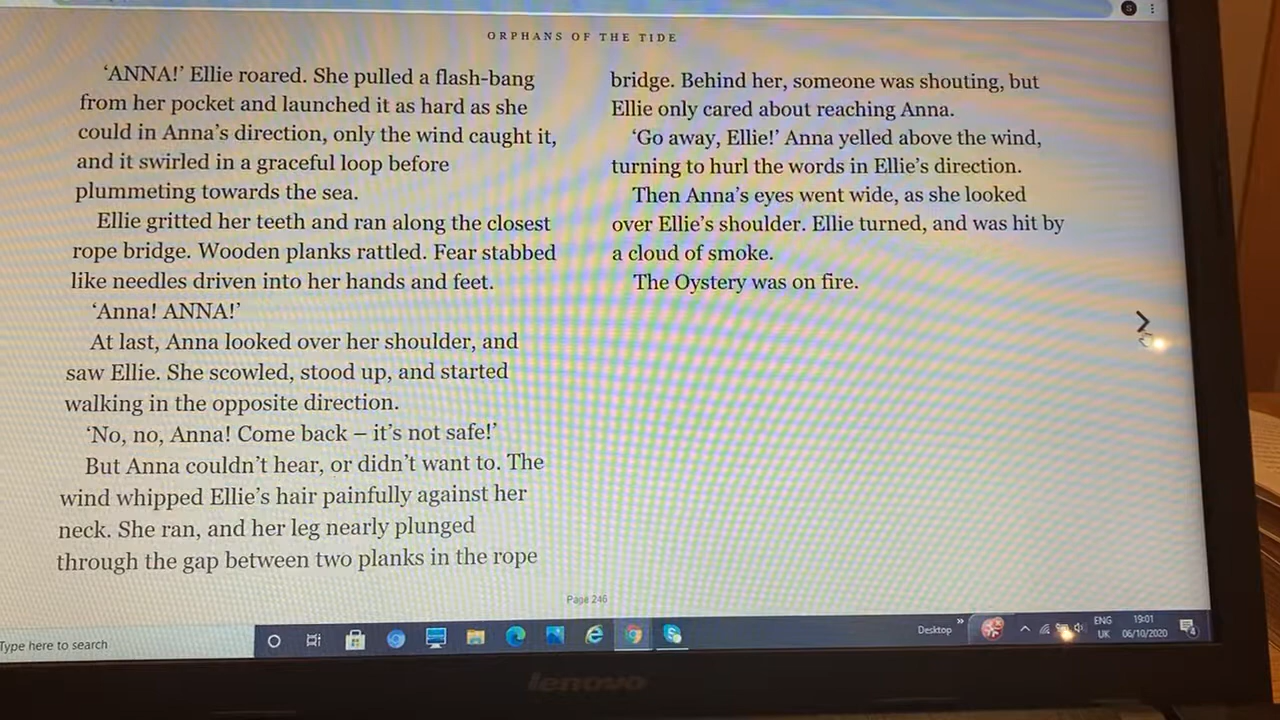 ORPHANS OF THE TIDE
‘ANNA!’ Ellie roared. She pulled a flash-bang
from her pocket and launched it as hard as she
could in Anna’s direction, only the wind caught it,
and it swirled in a graceful loop before
plummeting towards the sea.
Ellie gritted her teeth and ran along the closest
rope bridge. Wooden planks rattled. Fear stabbed
like needles driven into her hands and feet.
‘Anna! ANNA!’
At last, Anna looked over her shoulder, and
saw Ellie. She scowled, stood up, and started
walking in the opposite direction.
‘No, no, Anna! Come back – it’s not safe!’
But Anna couldn’t hear, or didn’t want to. The
wind whipped Ellie’s hair painfully against her
neck. She ran, and her leg nearly plunged
through the gap between two planks in the rope
bridge. Behind her, someone was shouting, but
Ellie only cared about reaching Anna.
‘Go away, Ellie!’ Anna yelled above the wind,
turning to hurl the words in Ellie’s direction.
Then Anna’s eyes went wide, as she looked
over Ellie’s shoulder. Ellie turned, and was hit by
a cloud of smoke.
The Oystery was on fire.
Page 246
Type here to search
Desktop
ENG
UK
19:01
06/10/2020
4
lenovo